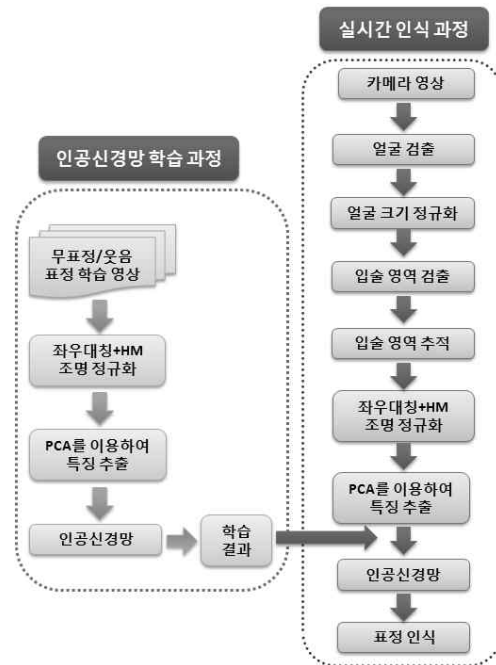 인공신경망 학습 과정
무표정/웃음
표정 학습 영상
좌우대칭+HM
조명 정규화
PCA를 이용하여
특징 추출
인공신경망
학습
결과
실시간 인식 과정
카메라 영상
얼굴 검출
얼굴 크기 정규화
입술 영역 검출
입술 영역 추적
좌우대칭+HM
조명 정규화
PCA를 이용하여
특징 추출
인공신경망
표정 인식